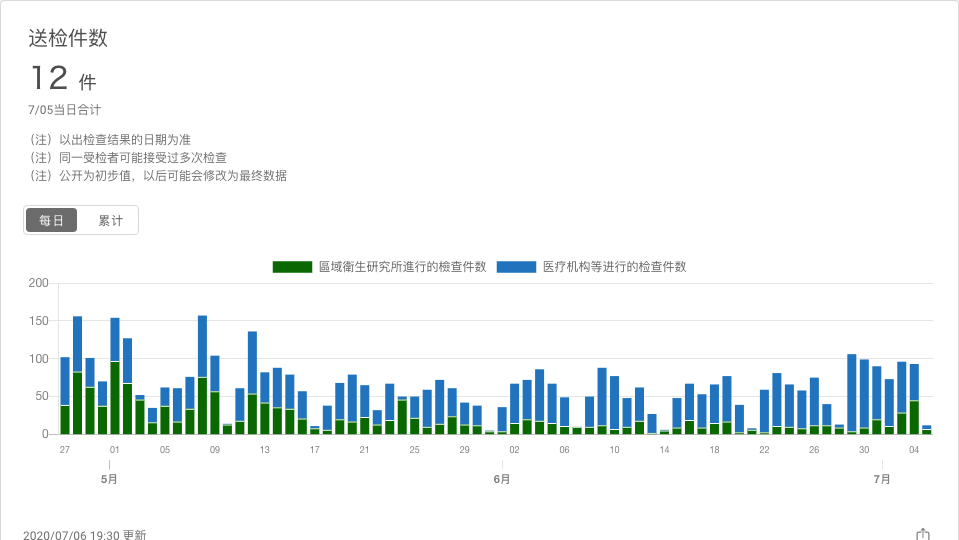 送检件数
12 件
7/05当日合计
（注）以出检查结果的日期为准
（注）同一受检者可能接受过多次检查
（注）公开为初步值，以后可能会修改为最终数据
每日 累计
區域衛生研究所進行的檢查件数 医疗机构等进行的检查件数
200
150
100
50
0
27 01 05 09 13 17 21 25 29 02 06 10 14 18 22 26 30 04
5月 6月 7月
2020/07/06 19:30 更新